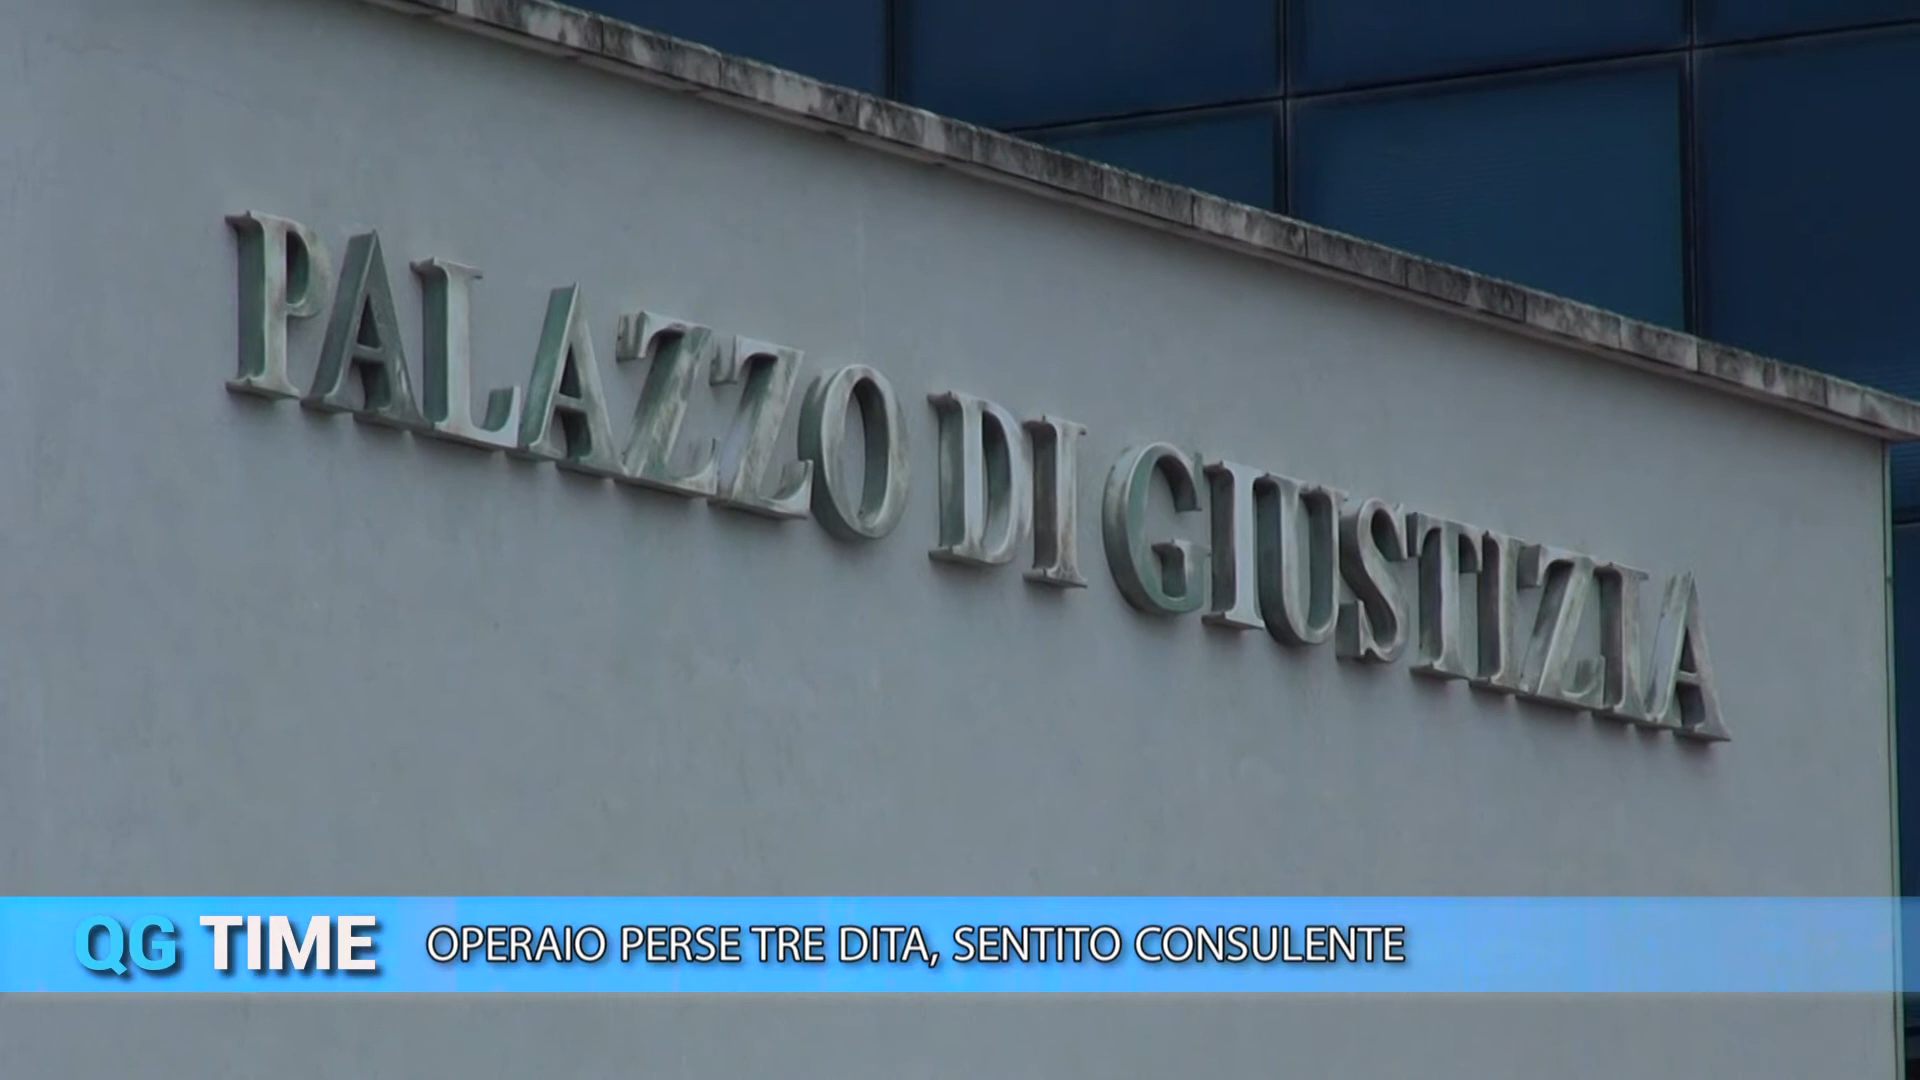 PALAZZO DI GIUSTIZIA
QG TIME
OPERAIO PERSE TRE DITA, SENTITO CONSULENTE